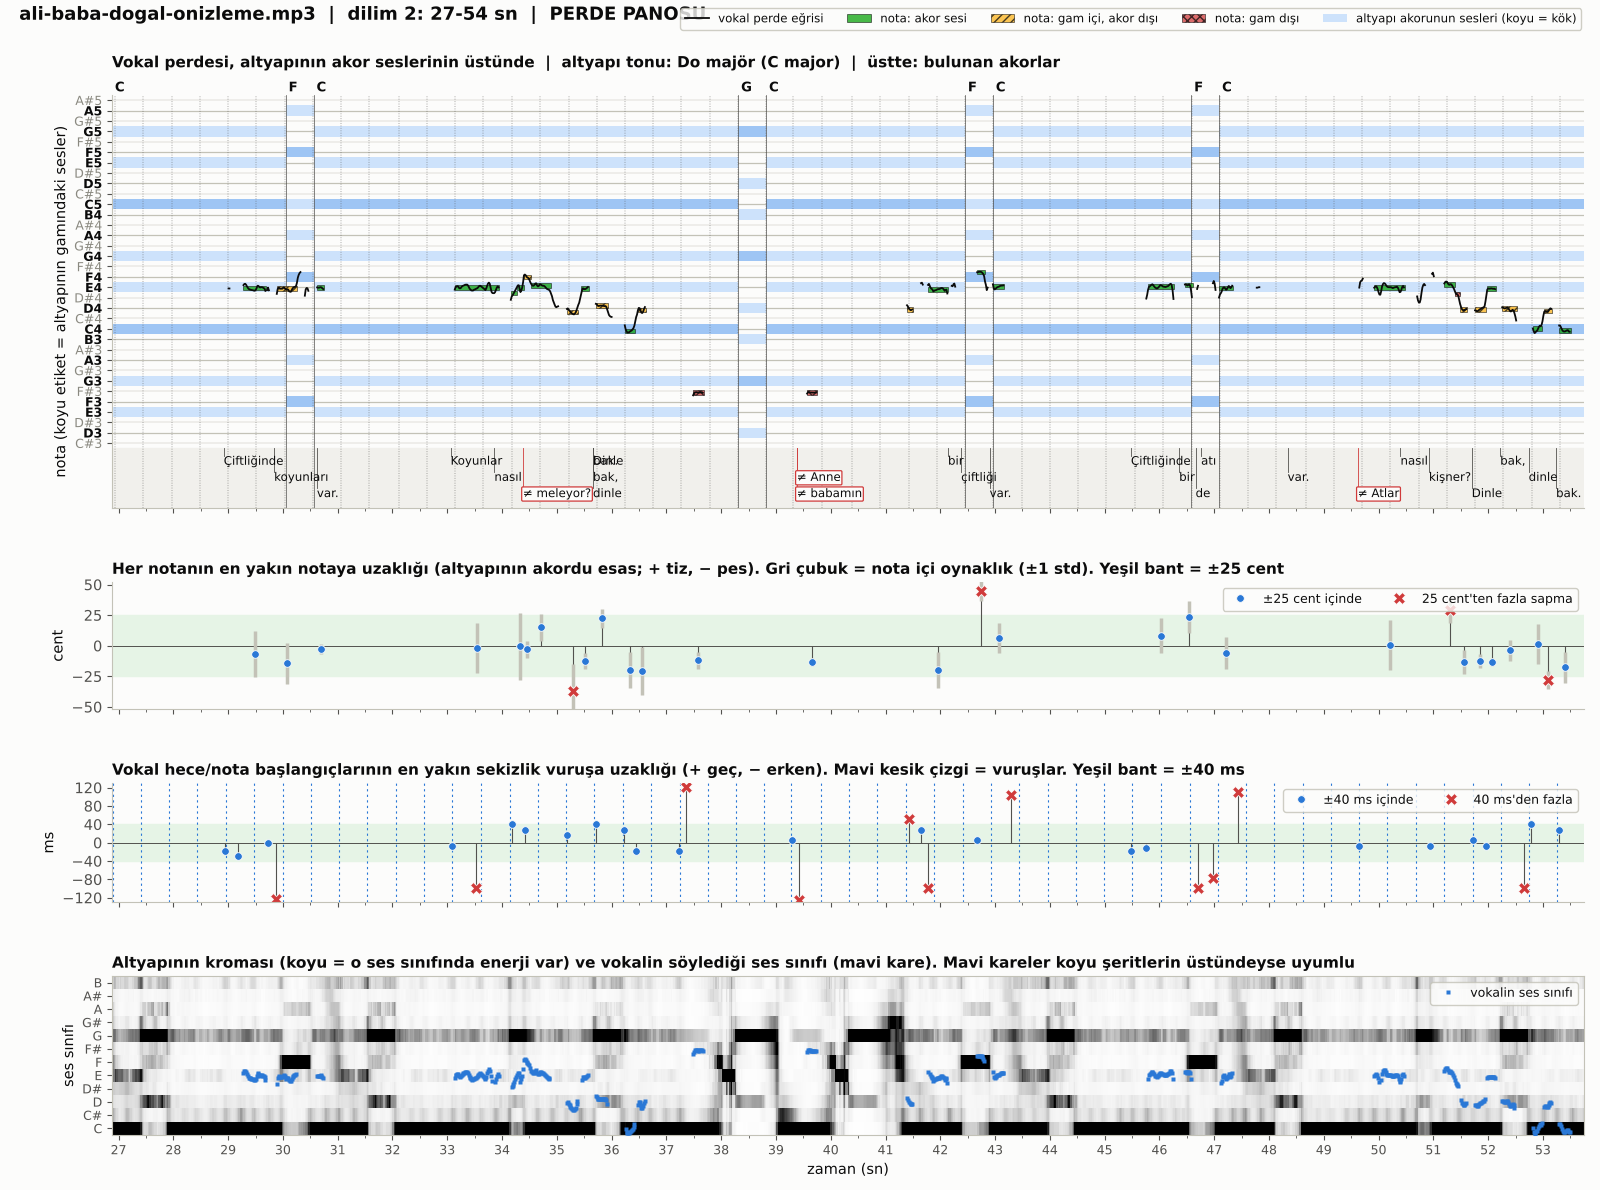 ali-baba-dogal-onizleme.mp3 | dilim 2: 27-54 sn | PERDE PANOSU
vokal perde eğrisi
nota: akor sesi
nota: gam içi, akor dışı
nota: gam dışı
altyapı akorunun sesleri (koyu = kök)
Vokal perdesi, altyapının akor seslerinin üstünde | altyapı tonu: Do majör (C major) | üstte: bulunan akorlar
C F C G C F C F C
nota (koyu etiket = altyapının gamındaki sesler)
A#5
A5
G#5
G5
F#5
F5
E5
D#5
D5
C#5
C5
B4
A#4
A4
G#4
G4
F#4
F4
E4
D#4
D4
C#4
C4
B3
A#3
A3
G#3
G3
F#3
F3
E3
D#3
D3
C#3
Çiftliğinde Koyunlar bak, Dinle bir Çiftliğinde atı nasıl bak,
koyunları nasıl bak, ≠ Anne çiftliği bir var. kişner? dinle
var. ≠ meleyor? dinle ≠ babamın var. de ≠ Atlar Dinle bak.
Her notanın en yakın notaya uzaklığı (altyapının akordu esas; + tiz, − pes). Gri çubuk = nota içi oynaklık (±1 std). Yeşil bant = ±25 cent
cent
50
25
0
−25
−50
±25 cent içinde
25 cent'ten fazla sapma
Vokal hece/nota başlangıçlarının en yakın sekizlik vuruşa uzaklığı (+ geç, − erken). Mavi kesik çizgi = vuruşlar. Yeşil bant = ±40 ms
ms
120
80
40
0
−40
−80
−120
±40 ms içinde
40 ms'den fazla
Altyapının kroması (koyu = o ses sınıfında enerji var) ve vokalin söylediği ses sınıfı (mavi kare). Mavi kareler koyu şeritlerin üstündeyse uyumlu
ses sınıfı
B
A#
A
G#
G
F#
F
E
D#
D
C#
C
vokalin ses sınıfı
27 28 29 30 31 32 33 34 35 36 37 38 39 40 41 42 43 44 45 46 47 48 49 50 51 52 53
zaman (sn)